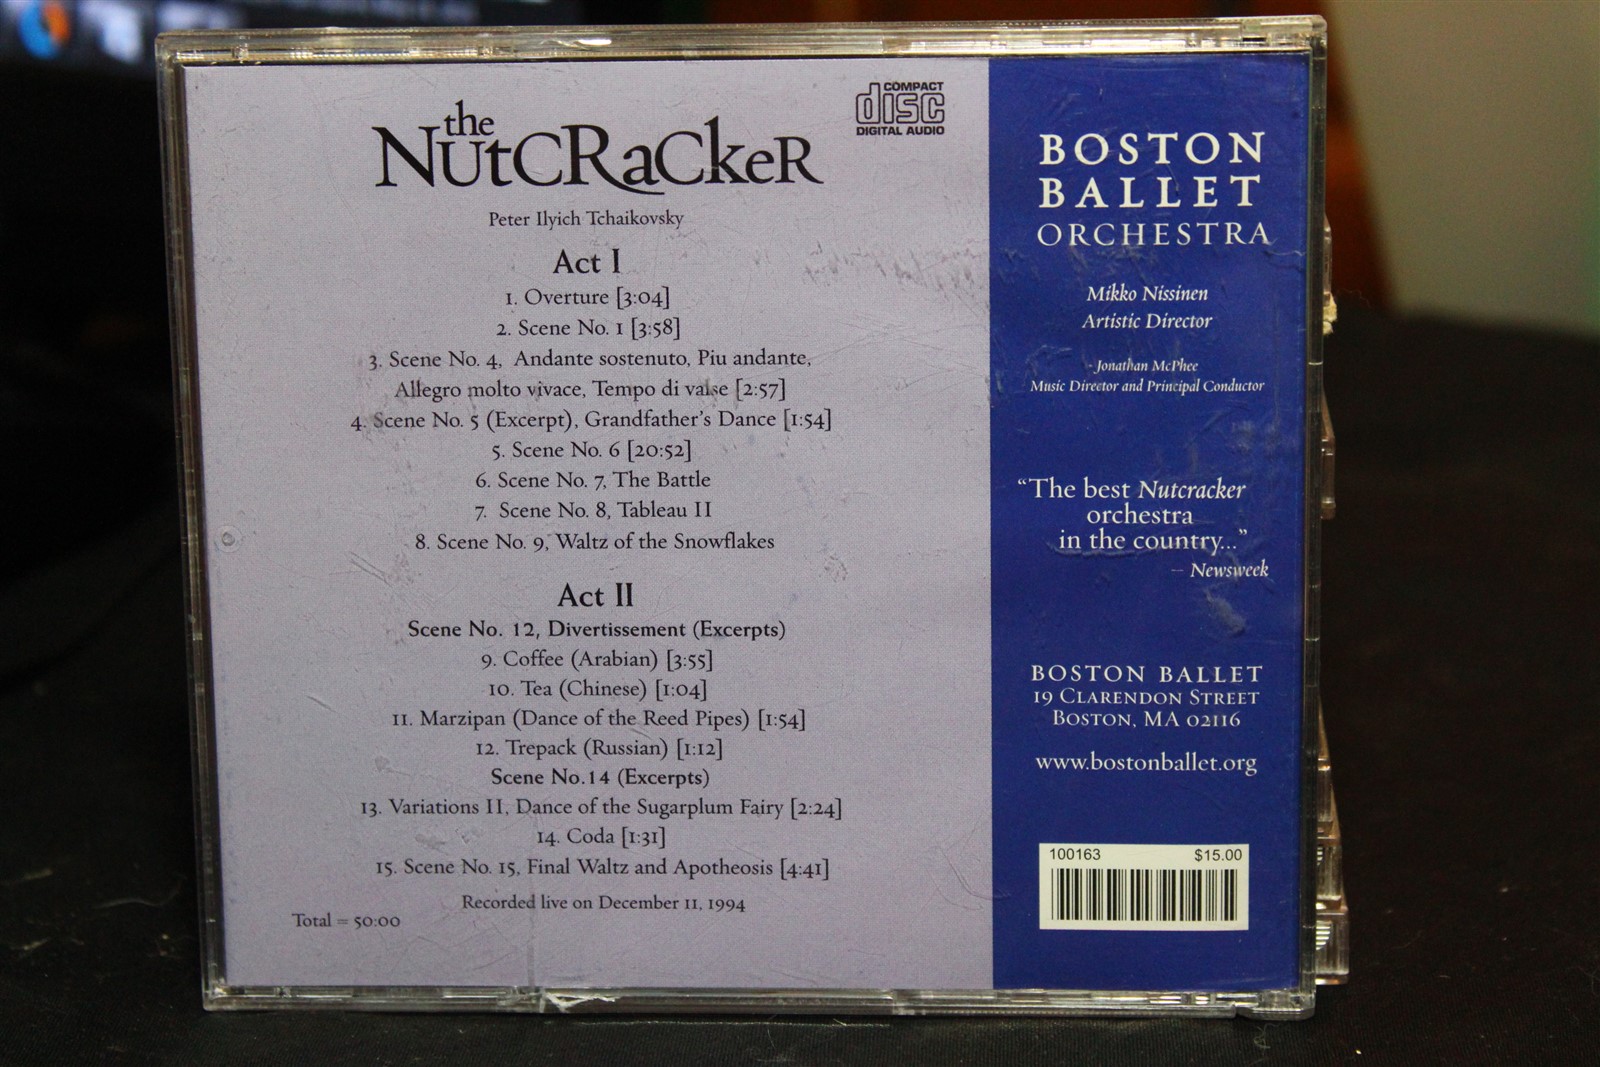 the
NutCRaCkeR
COMPACT
disc
DIGITAL AUDIO
Peter Ilyich Tchaikovsky
Act I
1. Overture [3:04]
2. Scene No. 1 [3:58]
3. Scene No. 4, Andante sostenuto, Piu andante,
Allegro molto vivace, Tempo di valse [2:57]
4. Scene No. 5 (Excerpt), Grandfather's Dance [1:54]
5. Scene No. 6 [20:52]
6. Scene No. 7, The Battle
7. Scene No. 8, Tableau II
8. Scene No. 9, Waltz of the Snowflakes
Act II
Scene No. 12, Divertissement (Excerpts)
9. Coffee (Arabian) [3:55]
10. Tea (Chinese) [1:04]
11. Marzipan (Dance of the Reed Pipes) [1:54]
12. Trepack (Russian) [1:12]
Scene No.14 (Excerpts)
13. Variations II, Dance of the Sugarplum Fairy [2:24]
14. Coda [1:31]
15. Scene No. 15, Final Waltz and Apotheosis [4:41]
Recorded live on December 11, 1994
Total = 50:00
BOSTON
BALLET
ORCHESTRA
Mikko Nissinen
Artistic Director
Jonathan McPhee
Music Director and Principal Conductor
“The best Nutcracker
orchestra
in the country...”
– Newsweek
BOSTON BALLET
19 CLARENDON STREET
BOSTON, MA 02116
www.bostonballet.org
100163 $15.00